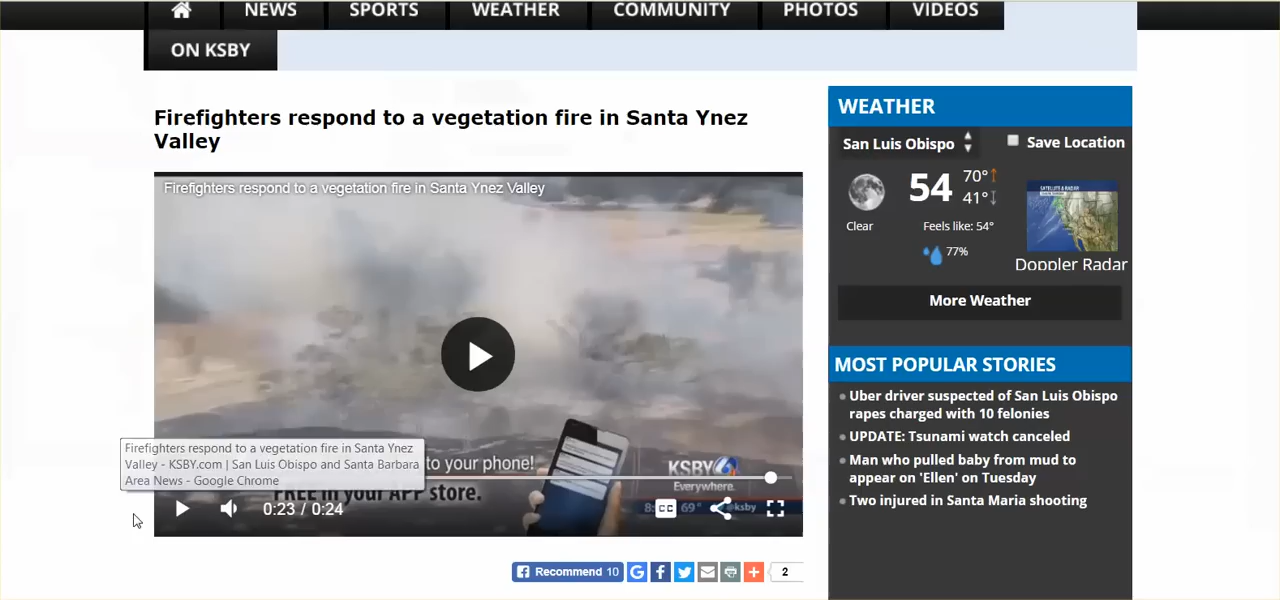 NEWS SPORTS WEATHER COMMUNITY PHOTOS VIDEOS
ON KSBY
Firefighters respond to a vegetation fire in Santa Ynez
Valley
Firefighters respond to a vegetation fire in Santa Ynez Valley
Firefighters respond to a vegetation fire in Santa Ynez
Valley - KSBY.com | San Luis Obispo and Santa Barbara
Area News - Google Chrome
to your phone!
FREE in your APP store.
KSBY6
Everywhere.
69° @ksby
0:23 / 0:24
CC
Recommend 10
2
WEATHER
San Luis Obispo
Save Location
54
70°
41°
Clear
Feels like: 54°
77%
SATELLITE & RADAR
Doppler Radar
More Weather
MOST POPULAR STORIES
Uber driver suspected of San Luis Obispo
rapes charged with 10 felonies
UPDATE: Tsunami watch canceled
Man who pulled baby from mud to
appear on 'Ellen' on Tuesday
Two injured in Santa Maria shooting